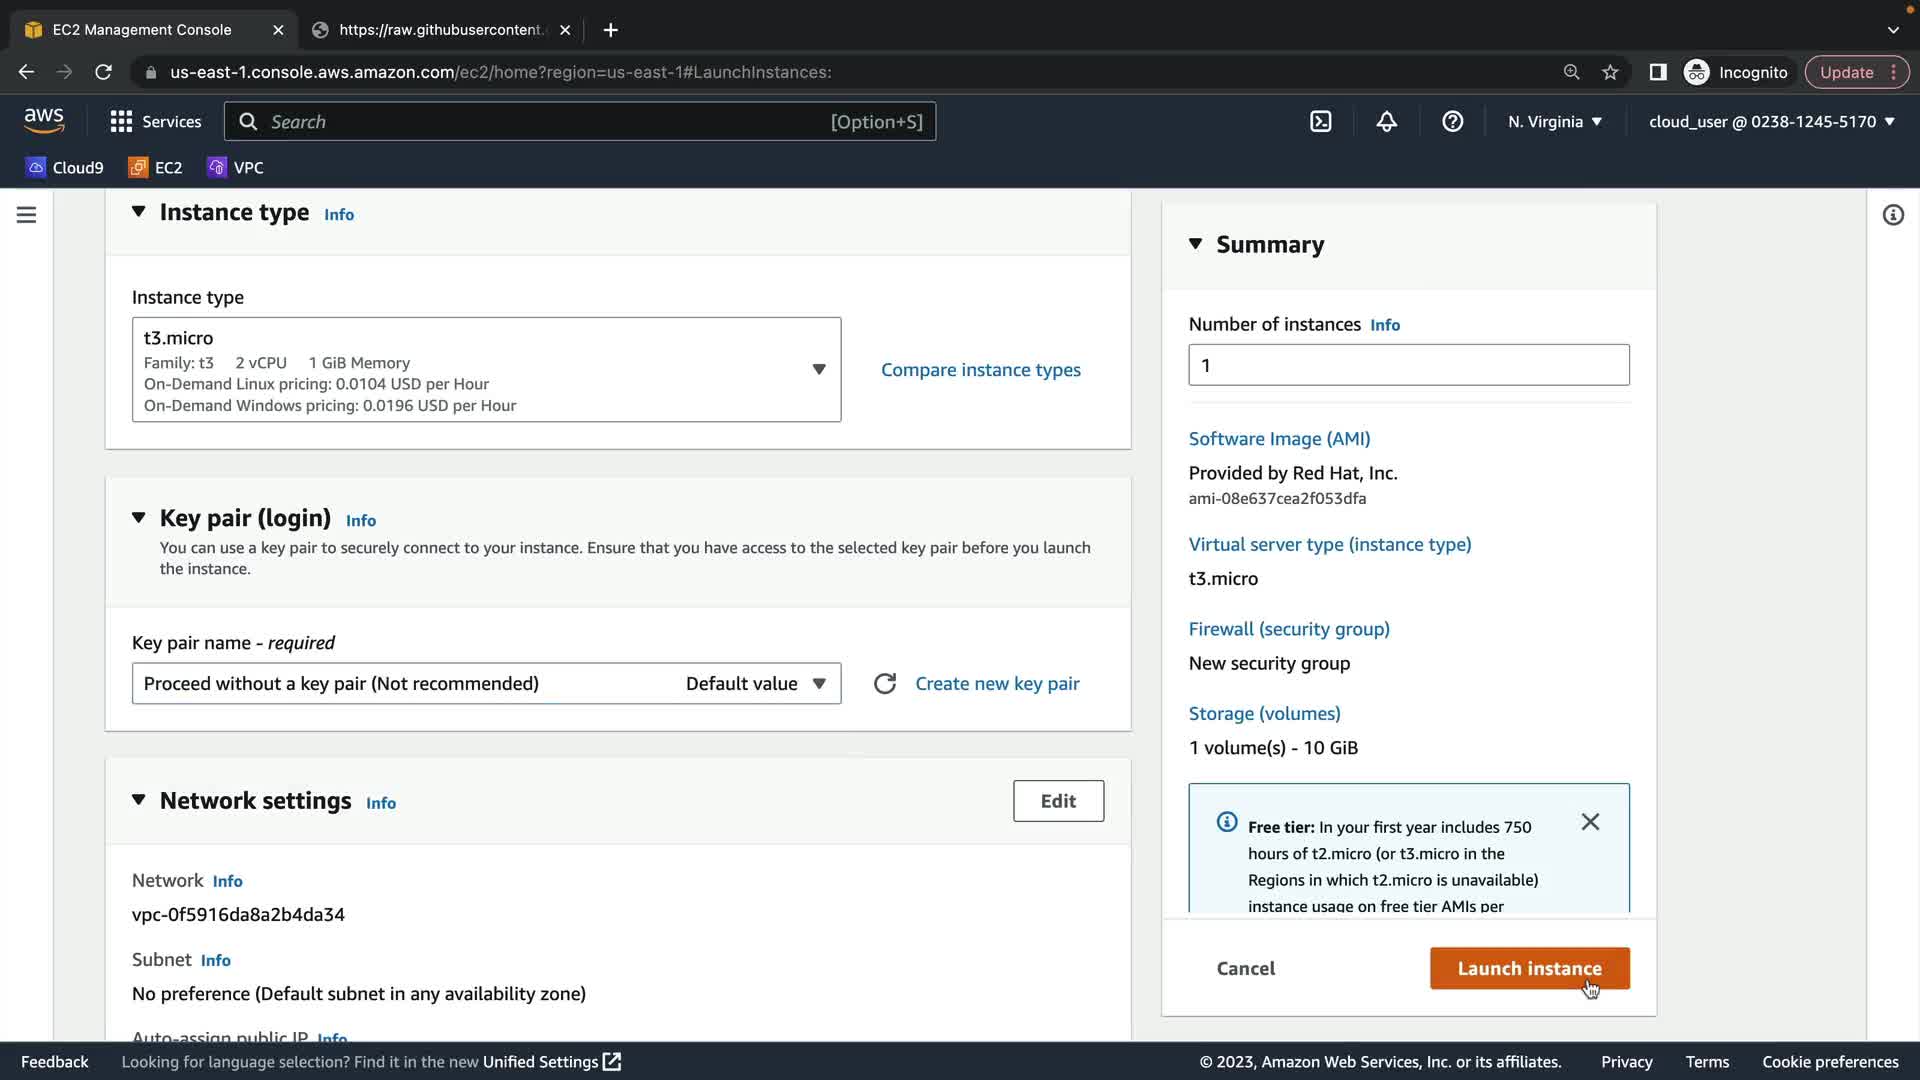 EC2 Management Console
https://raw.githubusercontent.
us-east-1.console.aws.amazon.com/ec2/home?region=us-east-1#LaunchInstances:
Incognito
Update
aws
Services
Search
[Option+S]
N. Virginia
cloud_user @ 0238-1245-5170
Cloud9
EC2
VPC
Instance type Info
Instance type
t3.micro
Family: t3 2 vCPU 1 GiB Memory
On-Demand Linux pricing: 0.0104 USD per Hour
On-Demand Windows pricing: 0.0196 USD per Hour
Compare instance types
Key pair (login) Info
You can use a key pair to securely connect to your instance. Ensure that you have access to the selected key pair before you launch
the instance.
Key pair name - required
Proceed without a key pair (Not recommended) Default value
Create new key pair
Network settings Info
Edit
Network Info
vpc-0f5916da8a2b4da34
Subnet Info
No preference (Default subnet in any availability zone)
Auto-assign public IP Info
Summary
Number of instances Info
1
Software Image (AMI)
Provided by Red Hat, Inc.
ami-08e637cea2f053dfa
Virtual server type (instance type)
t3.micro
Firewall (security group)
New security group
Storage (volumes)
1 volume(s) - 10 GiB
Free tier: In your first year includes 750
hours of t2.micro (or t3.micro in the
Regions in which t2.micro is unavailable)
instance usage on free tier AMIs per
Cancel
Launch instance
Feedback
Looking for language selection? Find it in the new Unified Settings
© 2023, Amazon Web Services, Inc. or its affiliates.
Privacy
Terms
Cookie preferences